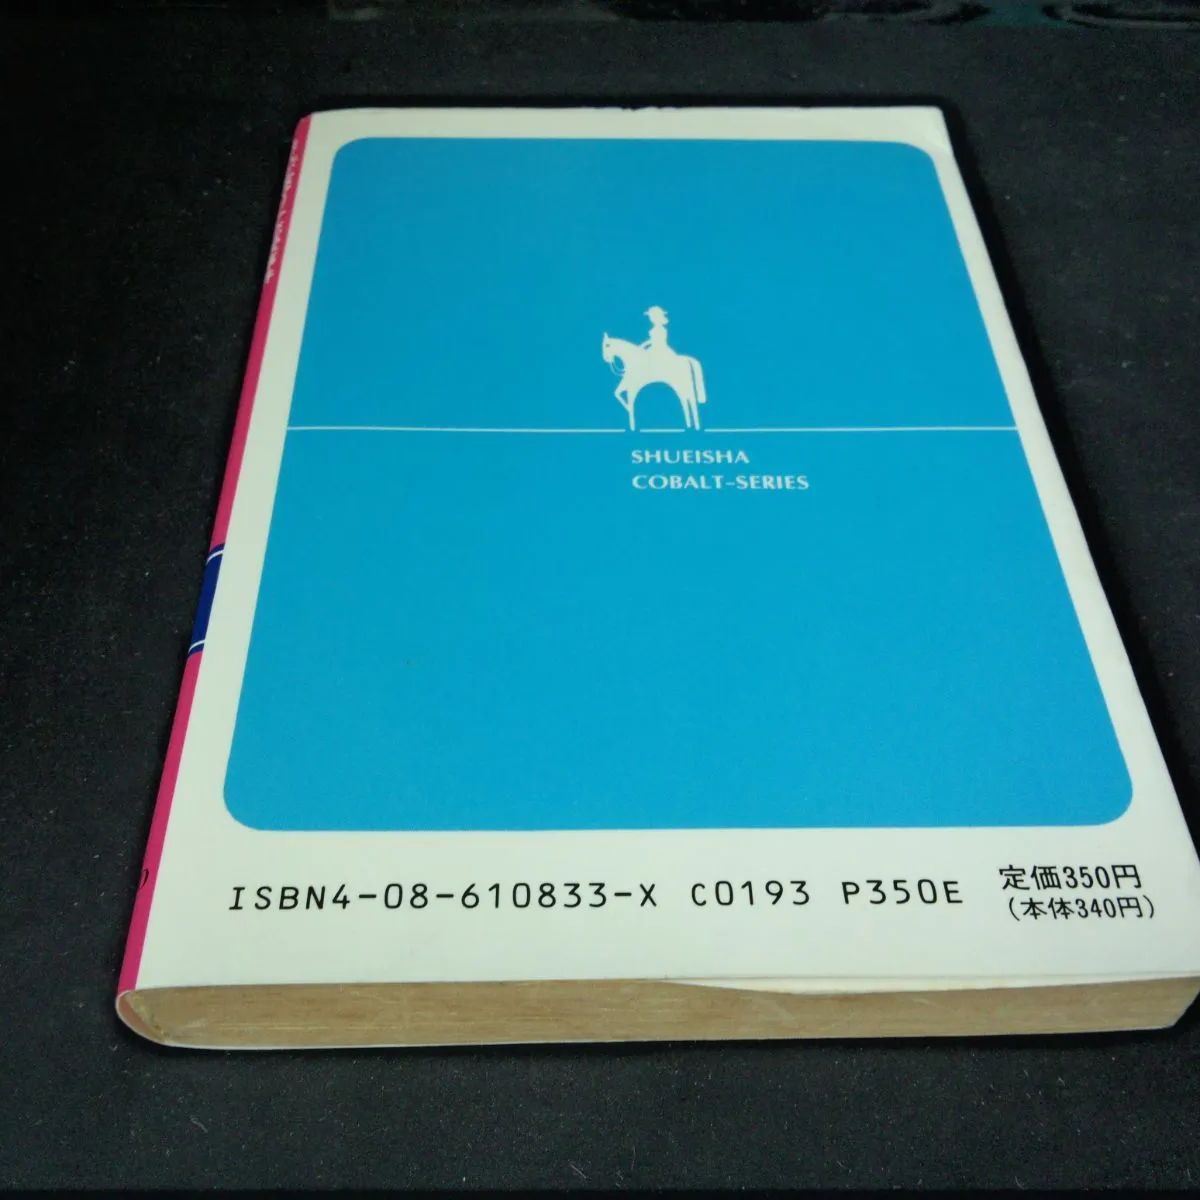 SHUEISHA
COBALT-SERIES
ISBN4-08-610833-X C0193 P350E
定価350円
(本体340円)